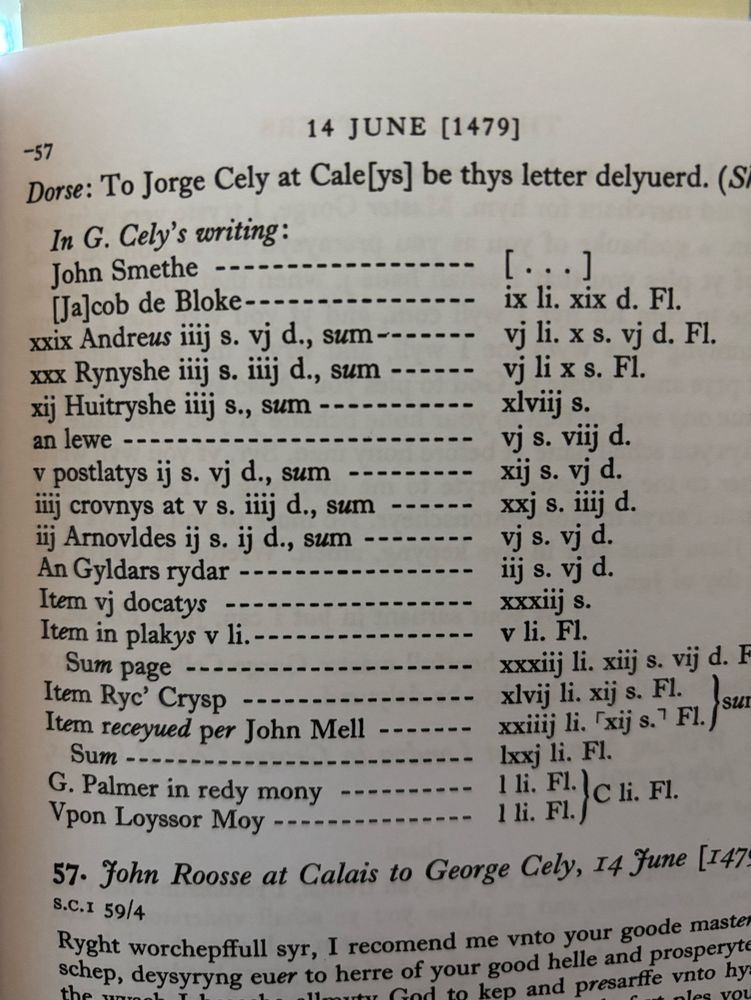 14 JUNE [1479]
-57
Dorse: To Jorge Cely at Cale[ys] be thys letter delyuerd.
In G. Cely's writing:
John Smethe ------------------ [ . . . ]
[Ja]cob de Bloke---------------- ix li. xix d. Fl.
xxix Andreus iiij s. vj d., sum------- vj li. x s. vj d. Fl.
xxx Rynyshe iiij s. iiij d., sum ------ vj li x s. Fl.
xij Huitryshe iiij s., sum ----------- xlviij s.
an lewe ------------------------- vj s. viij d.
v postlatys ij s. vj d., sum --------- xij s. vj d.
iiij crovnys at v s. iiij d., sum ------ xxj s. iiij d.
iij Arnovldes ij s. ij d., sum -------- vj s. vj d.
An Gyldars rydar ----------------- iij s. vj d.
Item vj docatys ------------------ xxxiij s.
Item in plakys v li.---------------- v li. Fl.
Sum page --------------------- xxxiij li. xiij s. vij d.
Item Ryc' Crysp ----------------- xlvij li. xij s. Fl.
Item receyued per John Mell ------- xxiiij li. ⸢xij s.⸣ Fl.
Sum ------------------------- lxxj li. Fl.
G. Palmer in redy mony ---------- l li. Fl. } C li. Fl.
Vpon Loyssor Moy --------------- l li. Fl.
57. John Roosse at Calais to George Cely, 14 June
S.C.1 59/4
Ryght worchepffull syr, I recomend me vnto your goode
schep, deysyryng euer to herre of your good helle and
God to kep and presarffe vnto